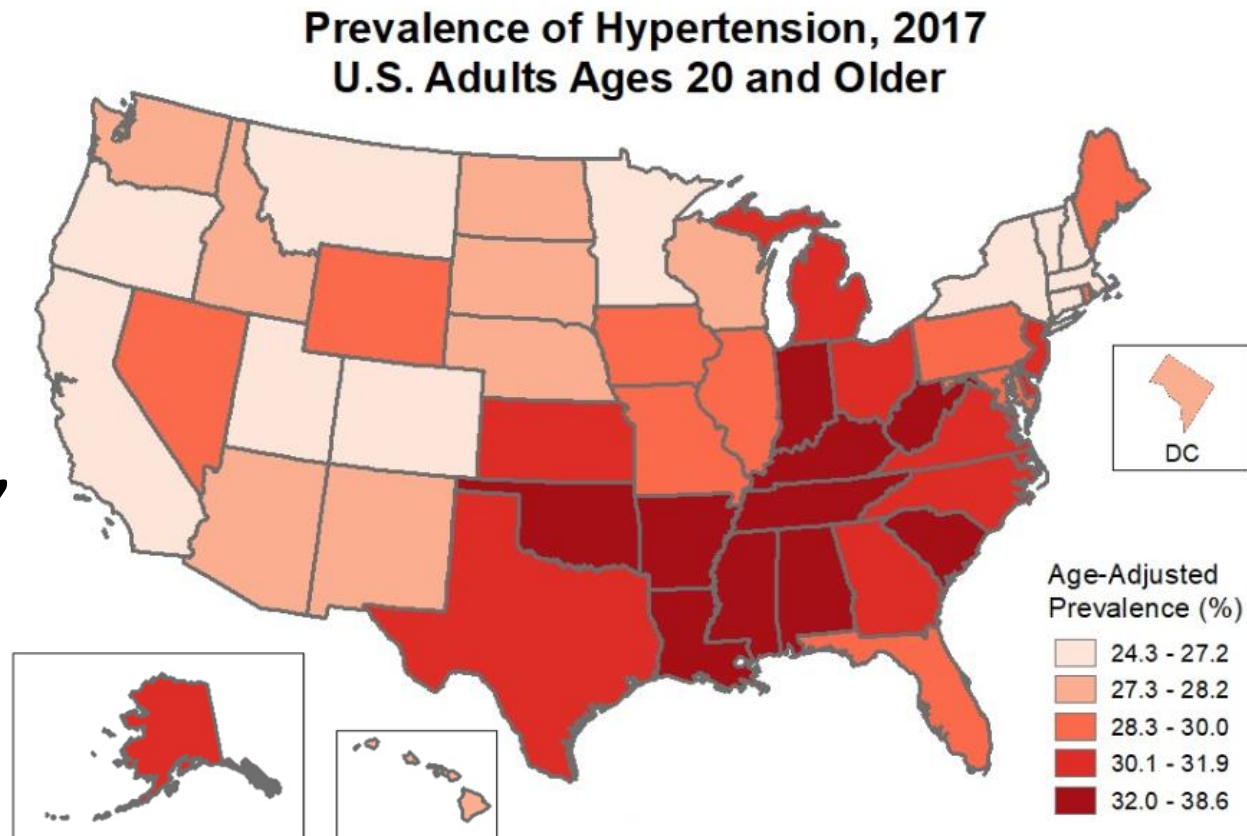 Prevalence of Hypertension, 2017
U.S. Adults Ages 20 and Older
DC
Age-Adjusted
Prevalence (%)
24.3 - 27.2
27.3 - 28.2
28.3 - 30.0
30.1 - 31.9
32.0 - 38.6